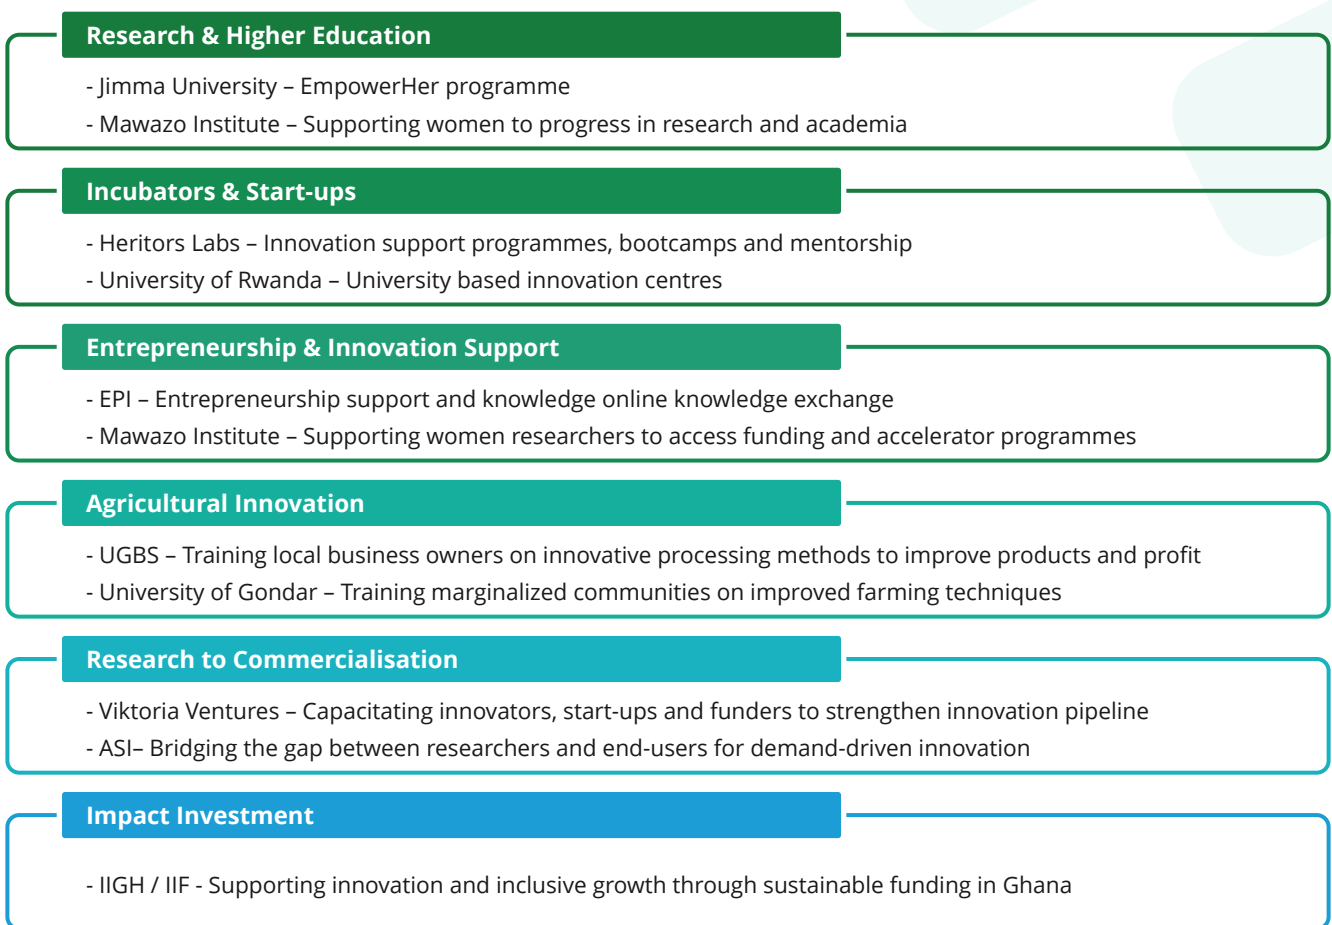 Research & Higher Education
- Jimma University – EmpowerHer programme
- Mawazo Institute – Supporting women to progress in research and academia
Incubators & Start-ups
- Heritors Labs – Innovation support programmes, bootcamps and mentorship
- University of Rwanda – University based innovation centres
Entrepreneurship & Innovation Support
- EPI – Entrepreneurship support and knowledge online knowledge exchange
- Mawazo Institute – Supporting women researchers to access funding and accelerator programmes
Agricultural Innovation
- UGBS – Training local business owners on innovative processing methods to improve products and profit
- University of Gondar – Training marginalized communities on improved farming techniques
Research to Commercialisation
- Viktoria Ventures – Capacitating innovators, start-ups and funders to strengthen innovation pipeline
- ASI– Bridging the gap between researchers and end-users for demand-driven innovation
Impact Investment
- IIGH / IIF - Supporting innovation and inclusive growth through sustainable funding in Ghana